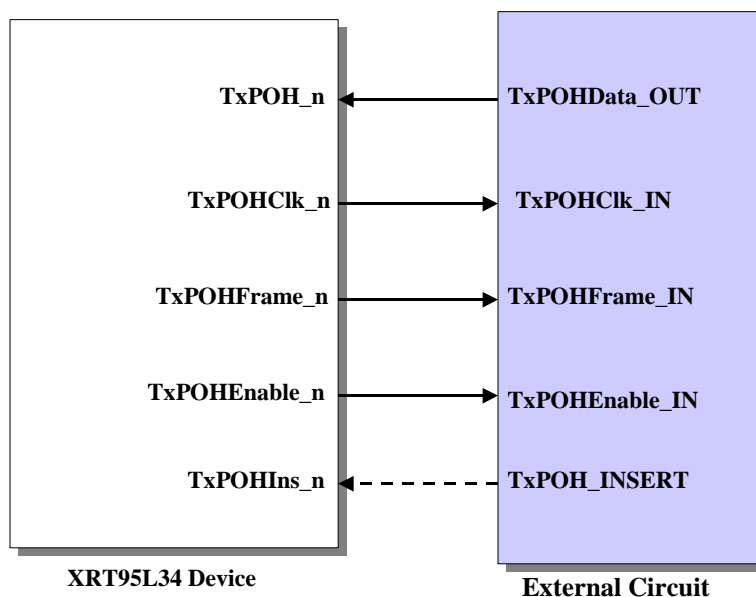 TxPOH_n
TxPOHData_OUT
TxPOHClk_n
TxPOHClk_IN
TxPOHFrame_n
TxPOHFrame_IN
TxPOHEnable_n
TxPOHEnable_IN
TxPOHIns_n
TxPOH_INSERT
XRT95L34 Device
External Circuit